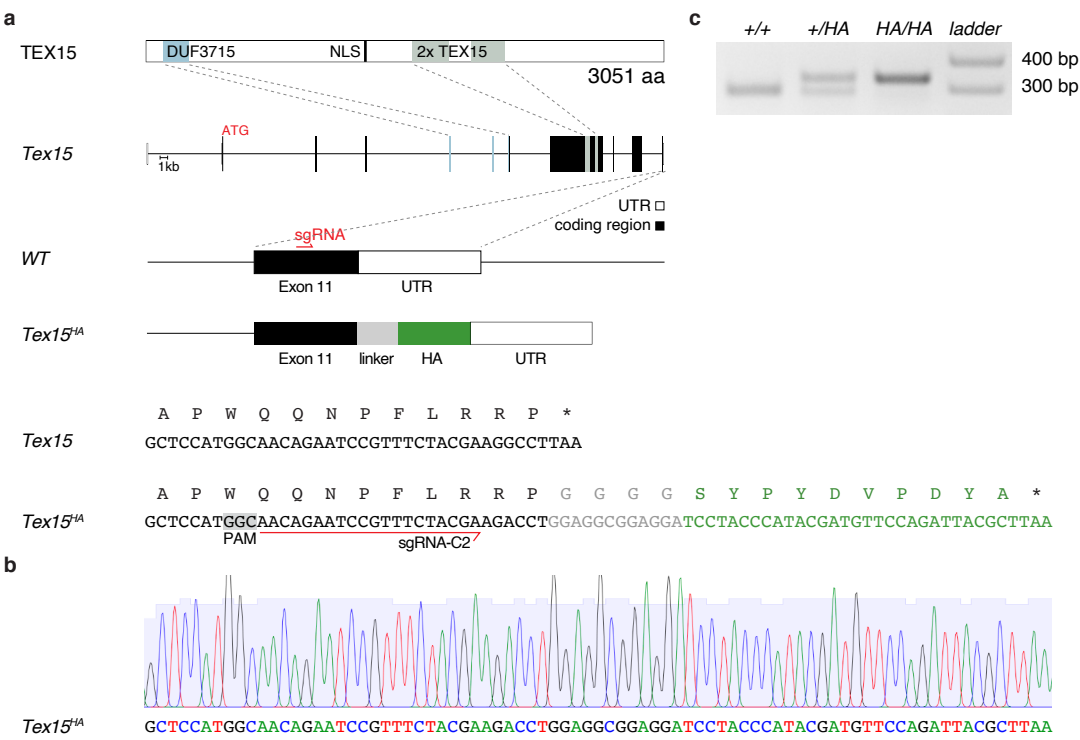 a
TEX15 DUF3715 NLS 2x TEX15
3051 aa
ATG
Tex15
1kb
UTR
coding region
sgRNA
WT
Exon 11 UTR
Tex15HA
Exon 11 linker HA UTR
A P W Q Q N P F L R R P *
Tex15 GCTCCATGGCAACAGAATCCGTTTCTACGAAGGCCTTAA
A P W Q Q N P F L R R P G G G G S Y P Y D V P D Y A *
Tex15HA GCTCCATGGCAACAGAATCCGTTTCTACGAAGACCTGGAGGCGGAGGATCCTACCCATACGATGTTCCAGATTACGCTTAA
PAM sgRNA-C2
b
Tex15HA GCTCCATGGCAACAGAATCCGTTTCTACGAAGACCTGGAGGCGGAGGATCCTACCCATACGATGTTCCAGATTACGCTTAA
c
+/+ +/HA HA/HA ladder
400 bp
300 bp